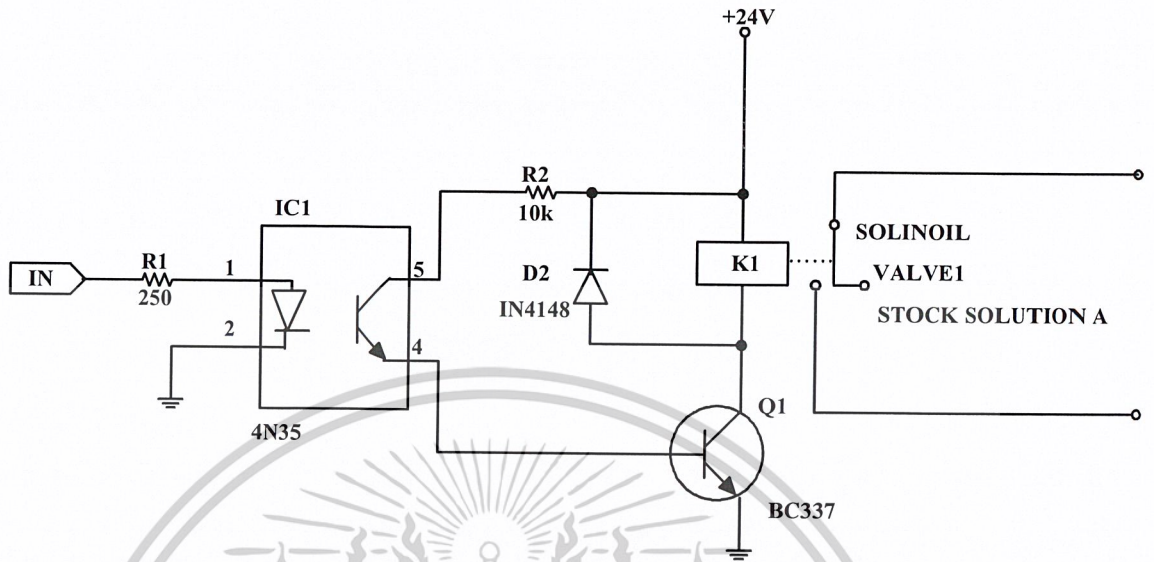 +24V
R2
10k
IC1
SOLINOIL
IN
R1
250
1
5
D2
IN4148
K1
VALVE1
STOCK SOLUTION A
2
4
4N35
Q1
BC337